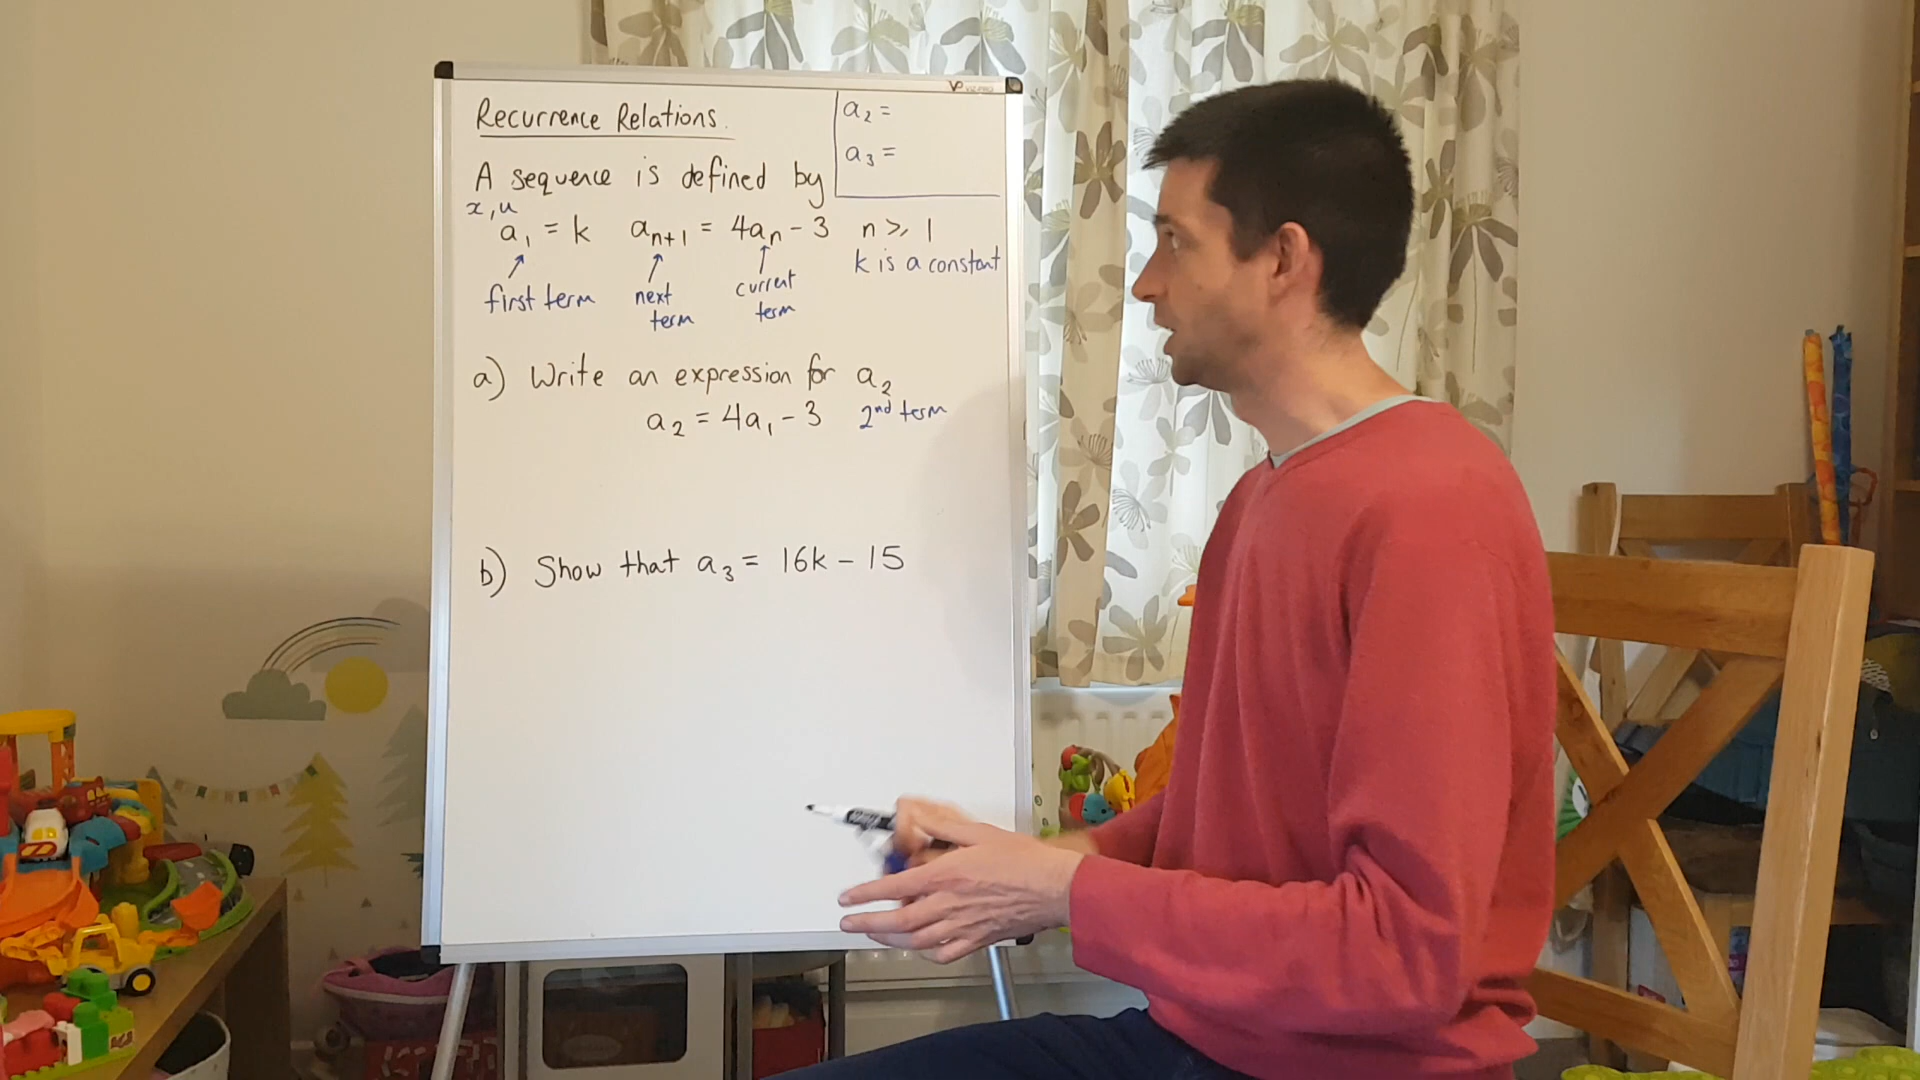 Recurrence Relations.
a₂ =
a₃ =
A sequence is defined by
x, u
a₁ = k aₙ₊₁ = 4aₙ - 3 n ⩾ 1
k is a constant
first term
next term
current term
a) Write an expression for a₂
a₂ = 4a₁ - 3 2nd term
b) Show that a₃ = 16k - 15